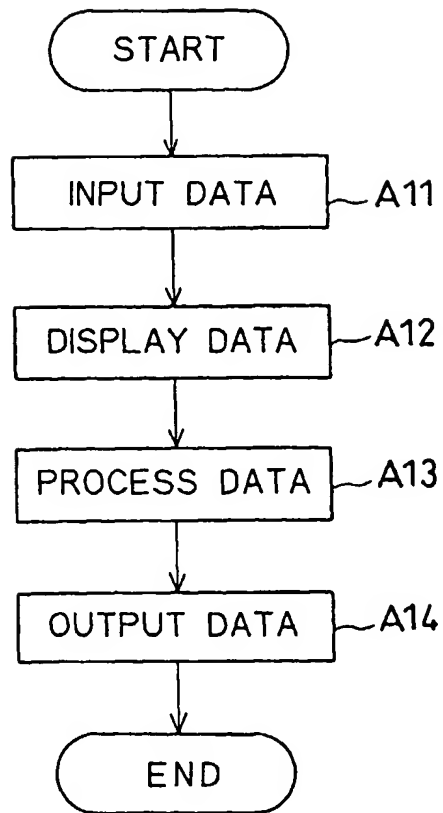 START
INPUT DATA A11
DISPLAY DATA A12
PROCESS DATA A13
OUTPUT DATA A14
END